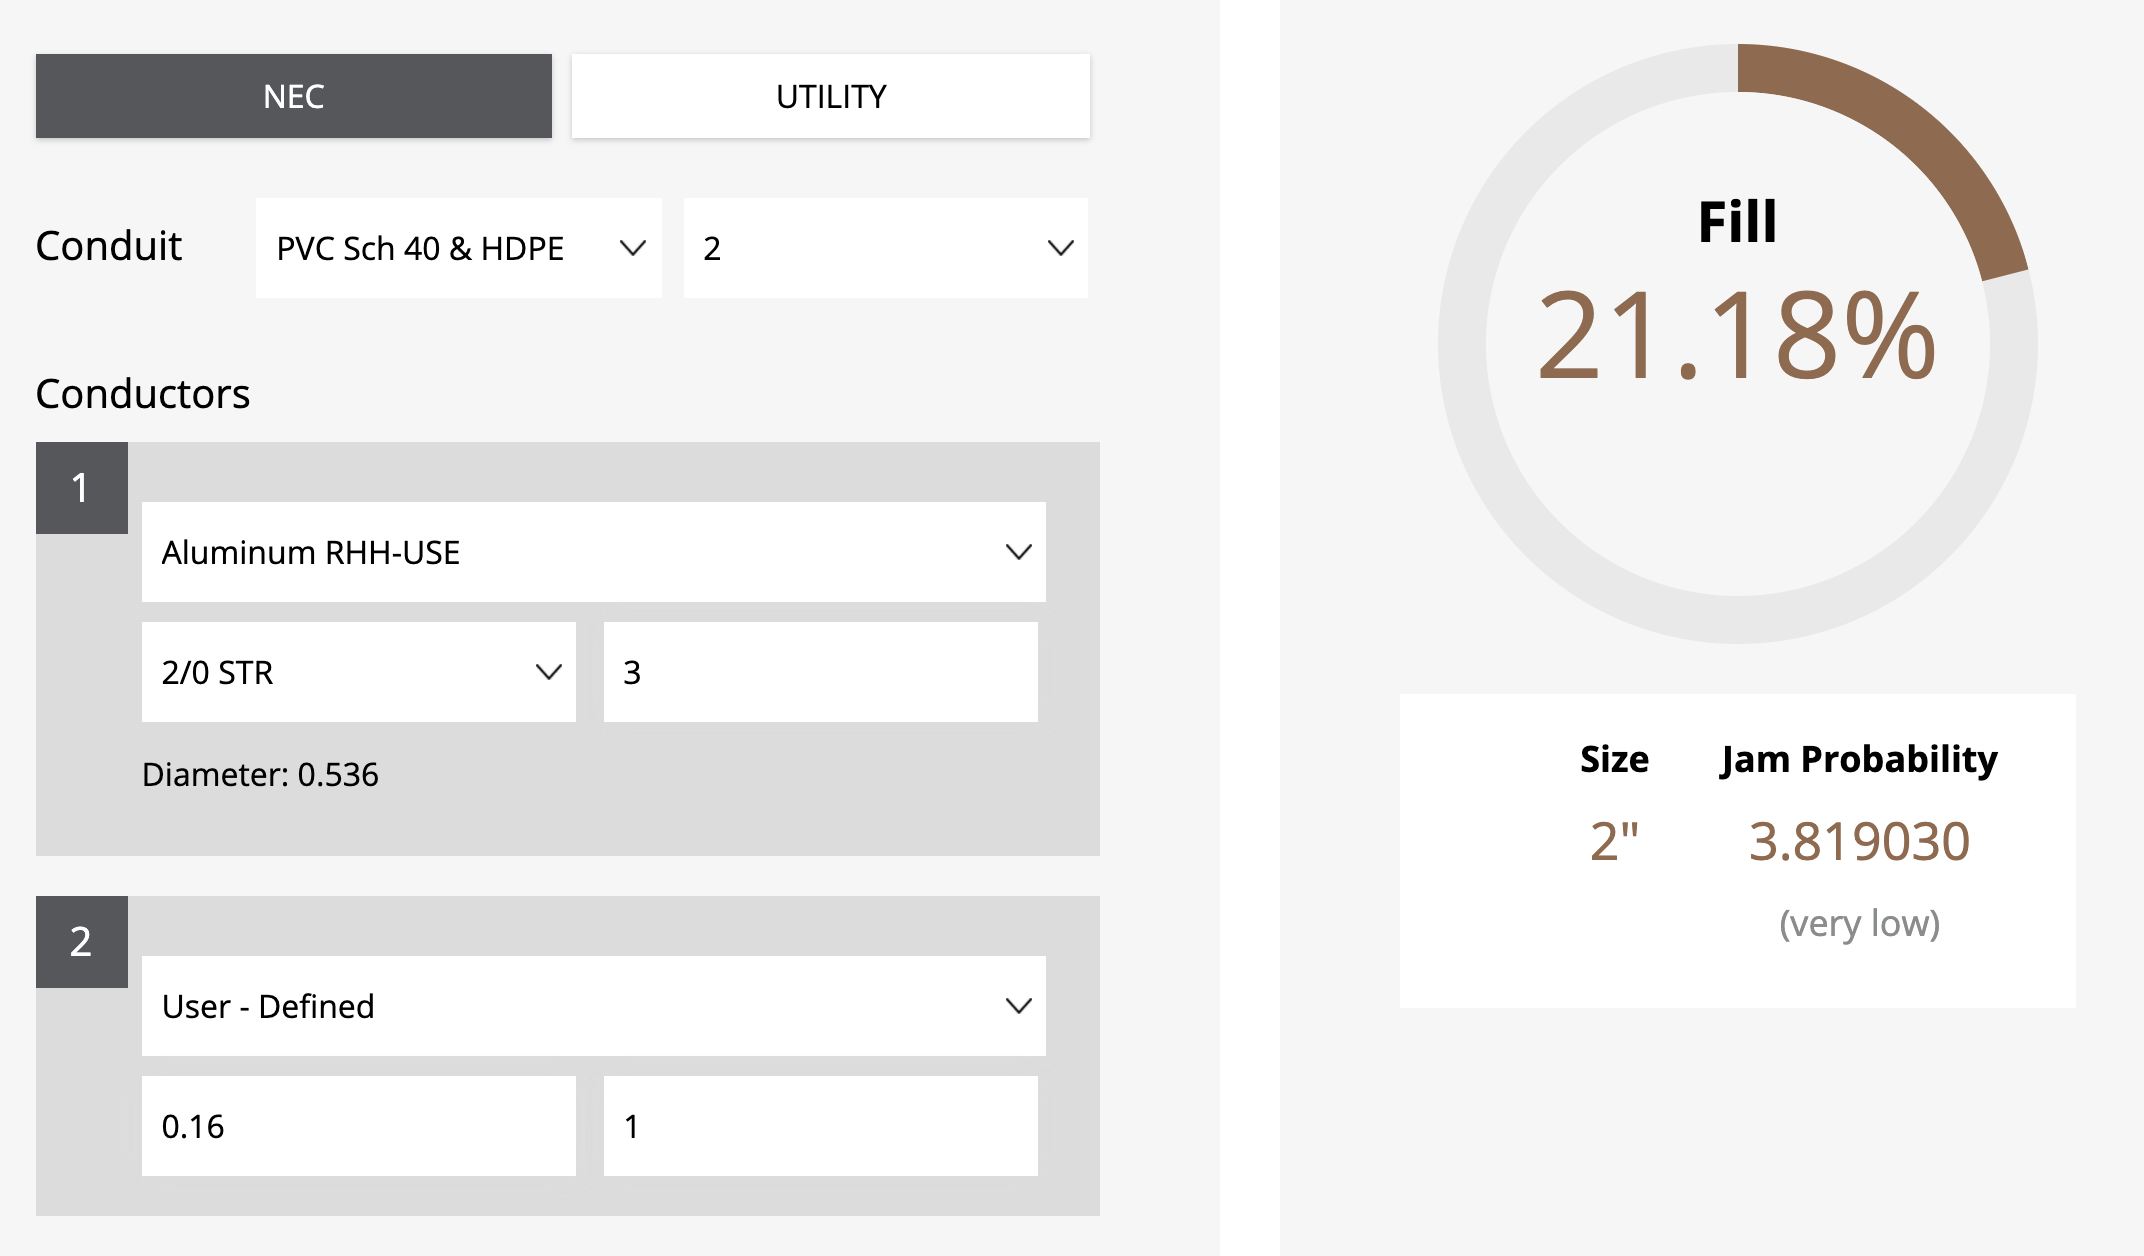 NEC
UTILITY
Conduit
PVC Sch 40 & HDPE
2
Conductors
1
Aluminum RHH-USE
2/0 STR
3
Diameter: 0.536
2
User - Defined
0.16
1
Fill
21.18%
Size Jam Probability
2" 3.819030
(very low)